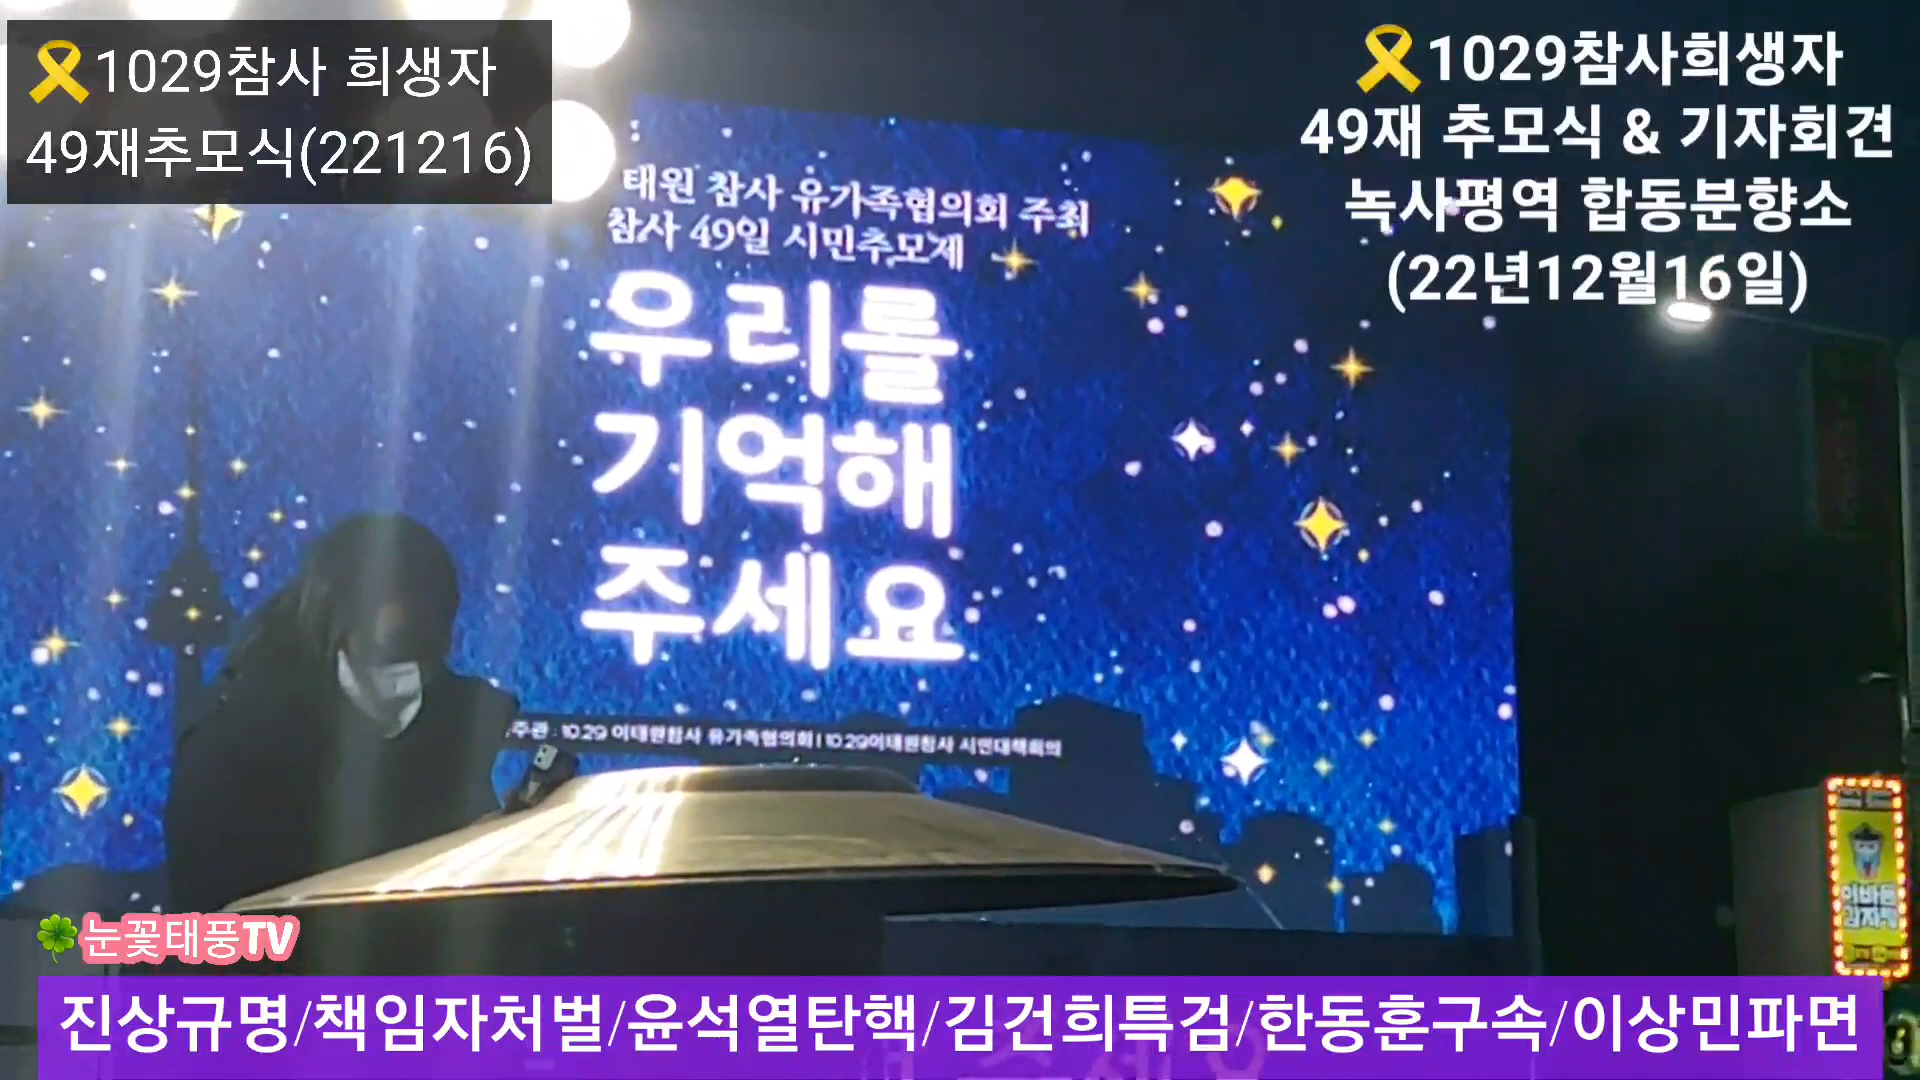 1029참사 희생자
49재추모식(221216)
1029참사희생자
49재 추모식 & 기자회견
녹사평역 합동분향소
(22년12월16일)
태원 참사 유가족협의회 주최
참사 49일 시민추모제
우리를
기억해
주세요
주관 : 10.29 이태원참사 유가족협의회 | 10.29이태원참사 시민대책회의
눈꽃태풍TV
진상규명/책임자처벌/윤석열탄핵/김건희특검/한동훈구속/이상민파면